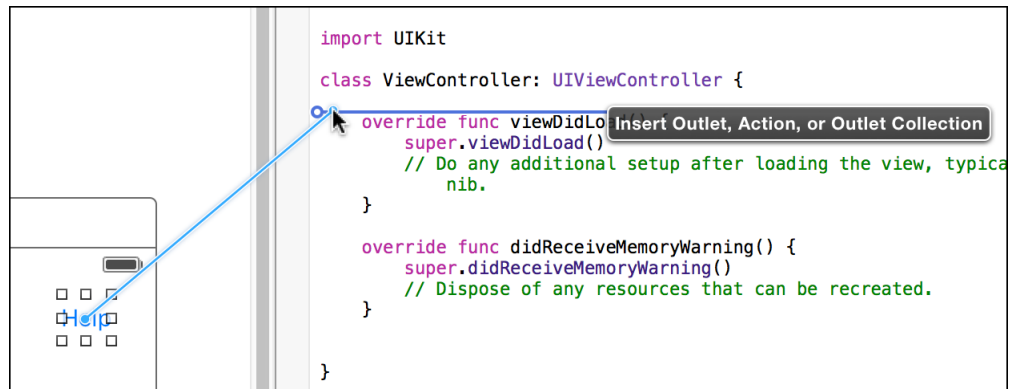 import UIKit
class ViewController: UIViewController {
override func viewDidLo
Insert Outlet, Action, or Outlet Collection
super.viewDidLoad()
// Do any additional setup after loading the view, typica
nib.
}
override func didReceiveMemoryWarning() {
super.didReceiveMemoryWarning()
// Dispose of any resources that can be recreated.
}
Help
}